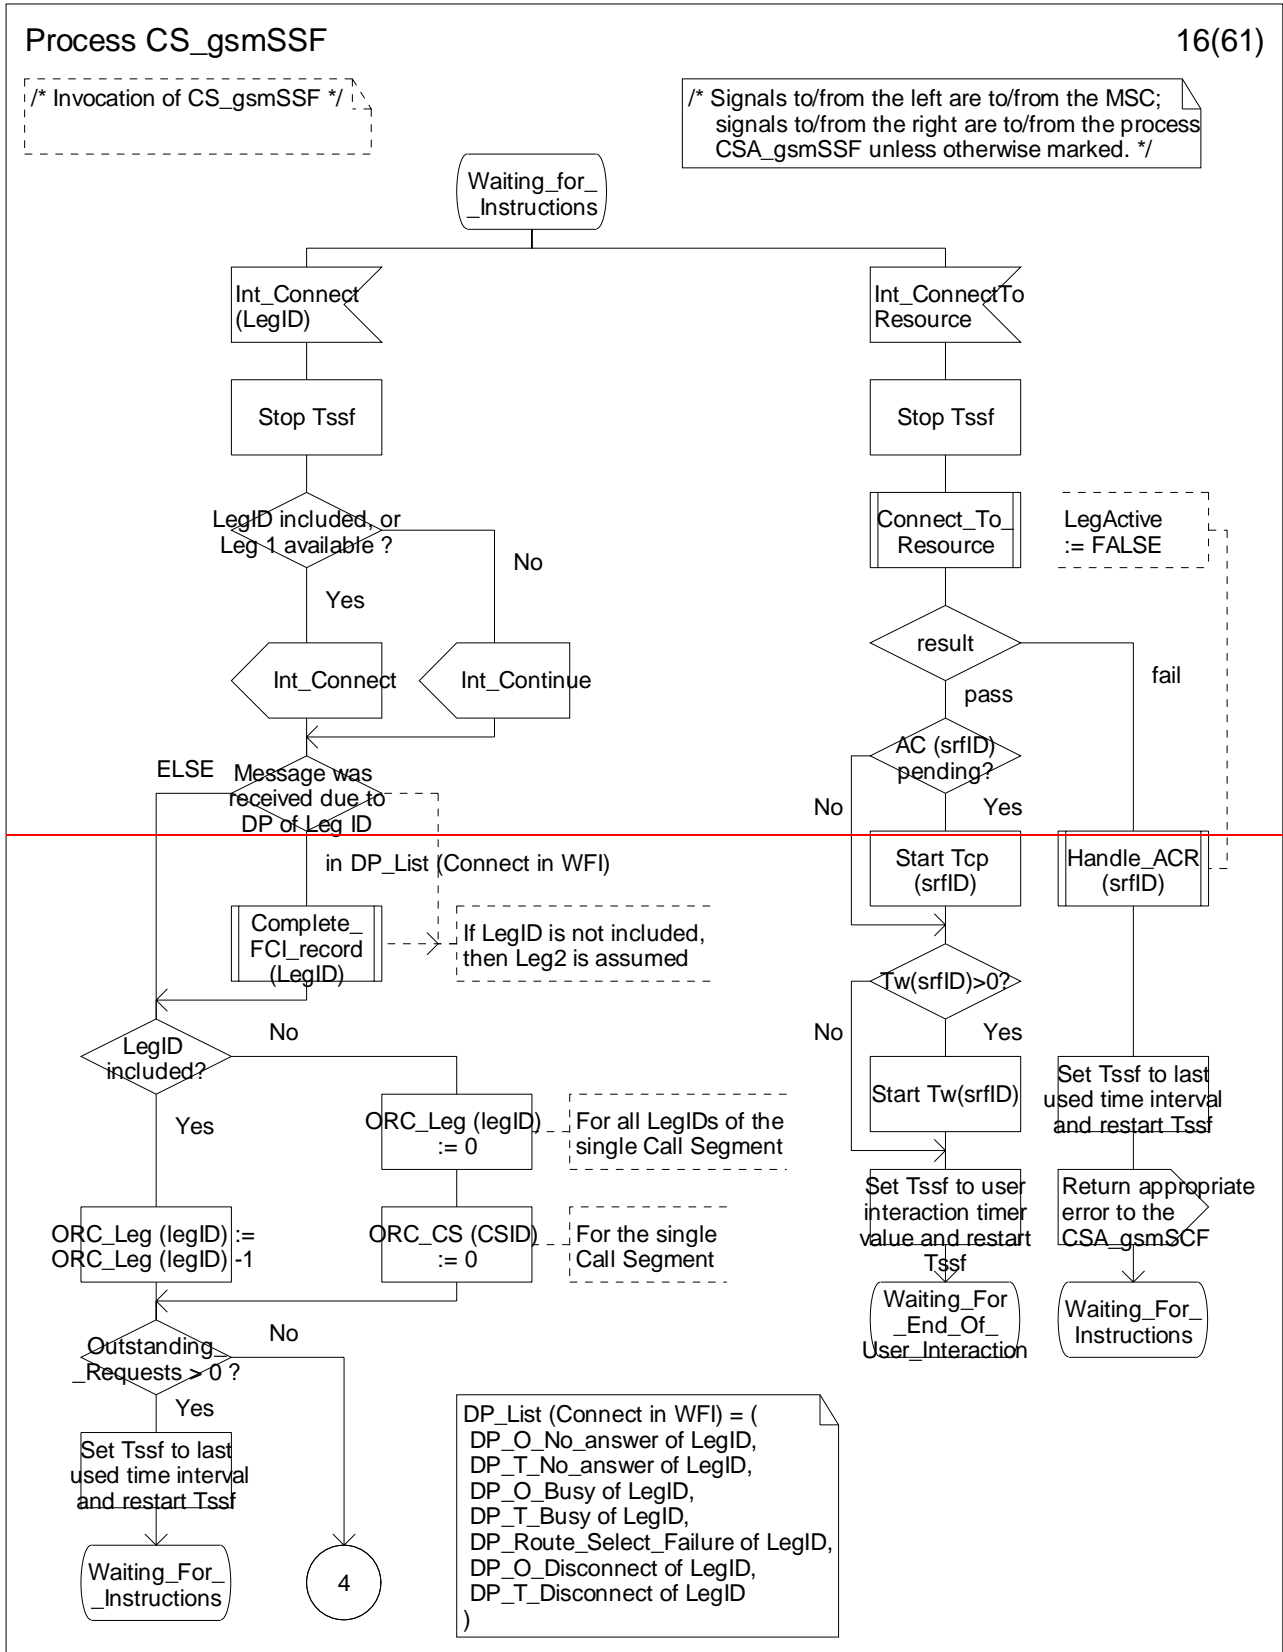 Process CS_gsmSSF
16(61)
/* Invocation of CS_gsmSSF */
/* Signals to/from the left are to/from the MSC;
signals to/from the right are to/from the process
CSA_gsmSSF unless otherwise marked. */
Waiting_for_
_Instructions
Int_Connect
(LegID)
Int_ConnectTo
Resource
Stop Tssf
Stop Tssf
LegID included, or
Leg 1 available ?
No
Yes
Connect_To_
Resource
LegActive
:= FALSE
Int_Connect
Int_Continue
result
fail
pass
ELSE
Message was
received due to
DP of Leg ID
AC (srfID)
pending?
No
Yes
in DP_List (Connect in WFI)
Start Tcp
(srfID)
Handle_ACR
(srfID)
Complete_
FCI_record
(LegID)
If LegID is not included,
then Leg2 is assumed
Tw(srfID)>0?
No
Yes
LegID
included?
No
Yes
ORC_Leg (legID)
:= 0
For all LegIDs of the
single Call Segment
Start Tw(srfID)
Set Tssf to last
used time interval
and restart Tssf
ORC_Leg (legID) :=
ORC_Leg (legID) -1
ORC_CS (CSID)
:= 0
For the single
Call Segment
Set Tssf to user
interaction timer
value and restart
Tssf
Return appropriate
error to the
CSA_gsmSCF
Waiting_For
_End_Of_
User_Interaction
Waiting_For_
_Instructions
Outstanding_
_Requests > 0 ?
No
Yes
Set Tssf to last
used time interval
and restart Tssf
Waiting_For_
_Instructions
4
DP_List (Connect in WFI) = (
DP_O_No_answer of LegID,
DP_T_No_answer of LegID,
DP_O_Busy of LegID,
DP_T_Busy of LegID,
DP_Route_Select_Failure of LegID,
DP_O_Disconnect of LegID,
DP_T_Disconnect of LegID
)